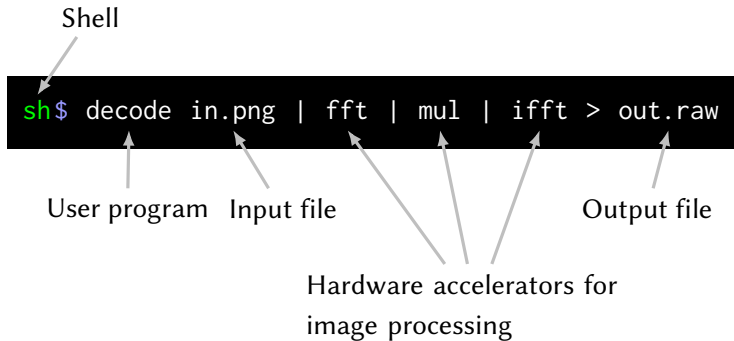 Shell
sh$ decode in.png | fft | mul | ifft > out.raw
User program
Input file
Output file
Hardware accelerators for
image processing